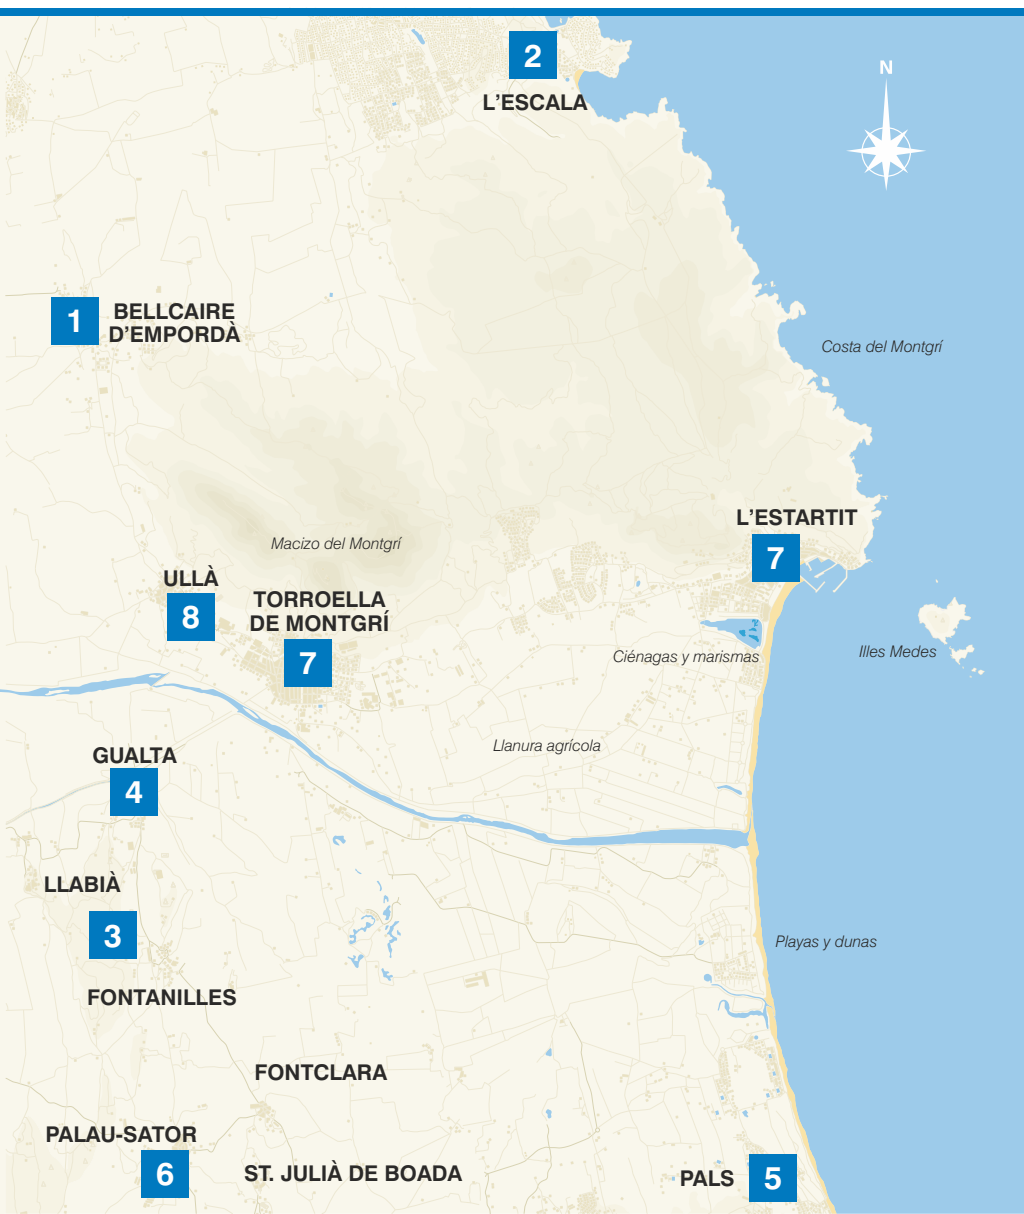 2
L'ESCALA
N
1
BELLCAIRE
D'EMPORDÀ
Costa del Montgrí
L'ESTARTIT
7
Macizo del Montgrí
ULLÀ
8
TORROELLA
DE MONTGRÍ
7
Ciénagas y marismas
Illes Medes
Llanura agrícola
GUALTA
4
LLABIÀ
3
Playas y dunas
FONTANILLES
FONTCLARA
PALAU-SATOR
6
ST. JULIÀ DE BOADA
PALS
5